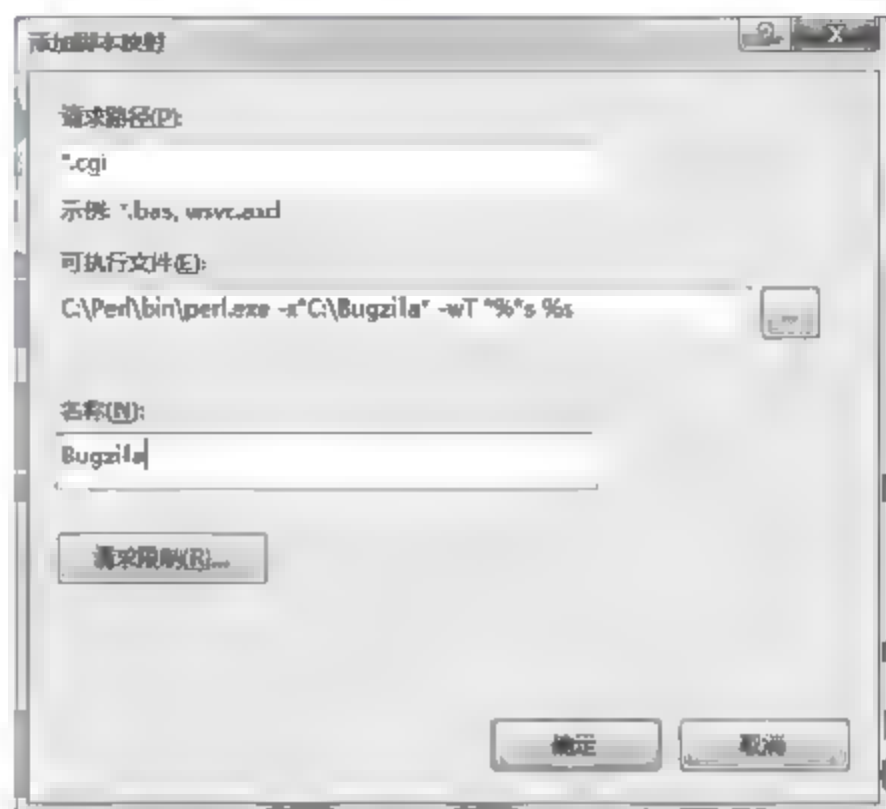 添加脚本映射
请求路径(P):
*.cgi
示例: *.bas, wsvc.axd
可执行文件(E):
C:\Perl\bin\perl.exe -x"C:\Bugzilla" -wT "%"s %s
...
名称(N):
Bugzilla
请求限制(R)...
确定
取消